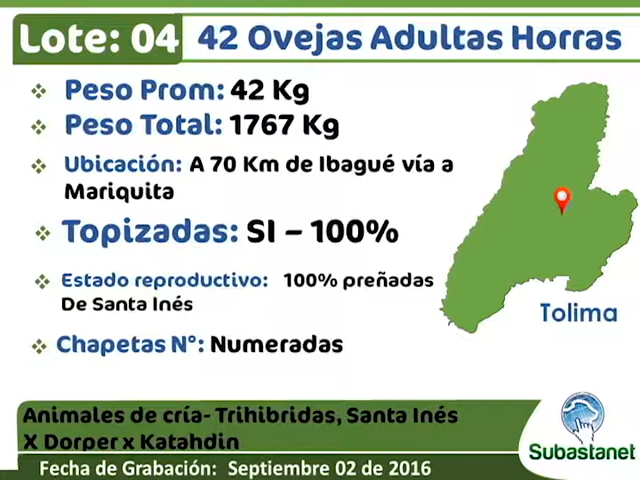 Lote: 04 42 Ovejas Adultas Horras
Peso Prom: 42 Kg
Peso Total: 1767 Kg
Ubicación: A 70 Km de Ibagué vía a
Mariquita
Topizadas: SI – 100%
Estado reproductivo: 100% preñadas
De Santa Inés
Tolima
Chapetas N°: Numeradas
Animales de cría- Trihibridas, Santa Inés
X Dorper x Katahdin
Subastanet
Fecha de Grabación: Septiembre 02 de 2016